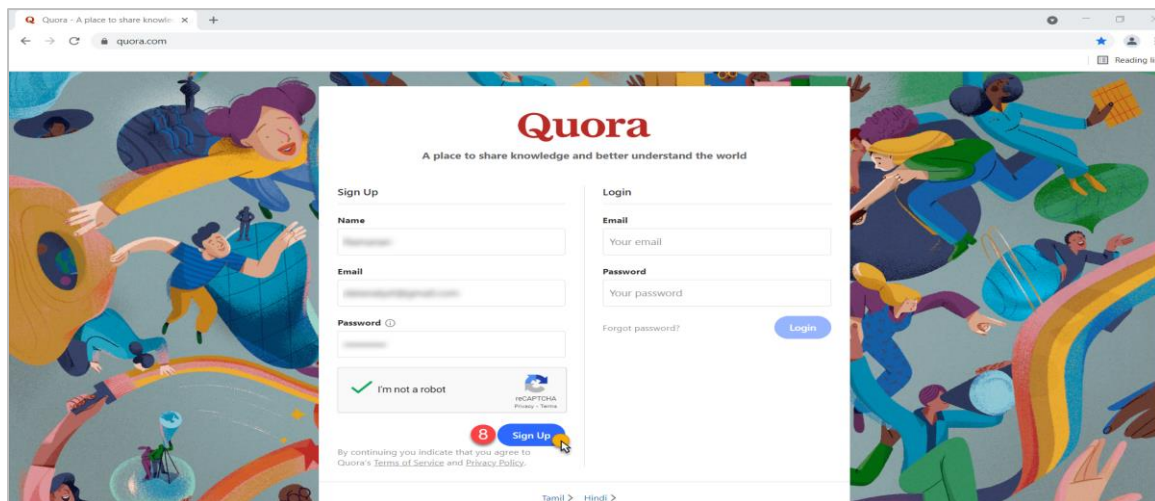 Quora - A place to share knowle
quora.com
Reading li
Quora
A place to share knowledge and better understand the world
Sign Up
Name
Email
Password
I'm not a robot
reCAPTCHA
Privacy - Terms
8
Sign Up
By continuing you indicate that you agree to
Quora's Terms of Service and Privacy Policy.
Login
Email
Your email
Password
Your password
Forgot password?
Login
Tamil > Hindi >